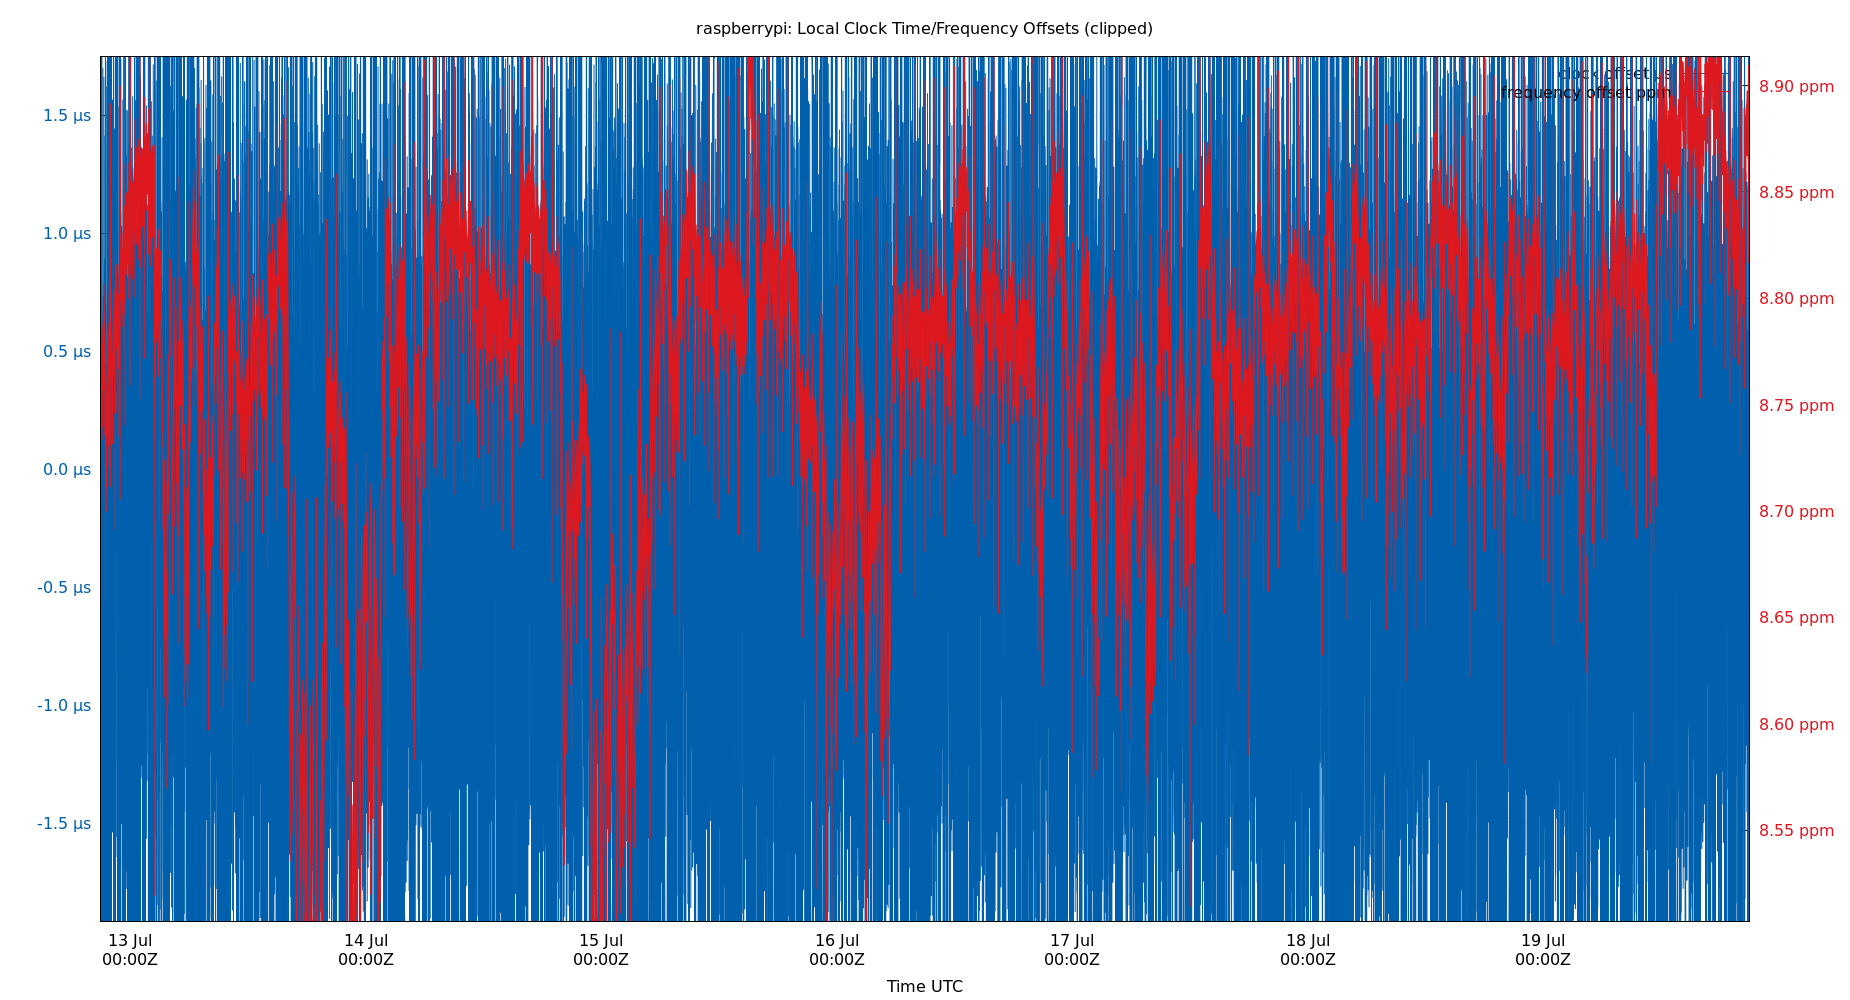 raspberrypi: Local Clock Time/Frequency Offsets (clipped)
clock offset µs
frequency offset ppm
1.5 µs
1.0 µs
0.5 µs
0.0 µs
-0.5 µs
-1.0 µs
-1.5 µs
8.90 ppm
8.85 ppm
8.80 ppm
8.75 ppm
8.70 ppm
8.65 ppm
8.60 ppm
8.55 ppm
13 Jul
00:00Z
14 Jul
00:00Z
15 Jul
00:00Z
16 Jul
00:00Z
17 Jul
00:00Z
18 Jul
00:00Z
19 Jul
00:00Z
Time UTC